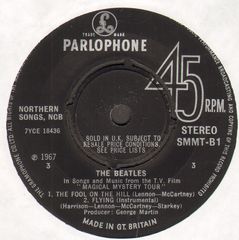 TRADE MARK
PARLOPHONE
45
R.P.M.
NORTHERN
SONGS, NCB
7YCE 18436
SOLD IN U.K. SUBJECT TO
RESALE PRICE CONDITIONS,
SEE PRICE LISTS
STEREO
SMMT-B1
℗ 1967
3
3
THE BEATLES
In Songs and Music from the T.V. Film
"MAGICAL MYSTERY TOUR"
1. THE FOOL ON THE HILL (Lennon—McCartney)
2. FLYING (Instrumental)
(Harrison—Lennon—McCartney—Starkey)
Producer: George Martin
MADE IN GT. BRITAIN